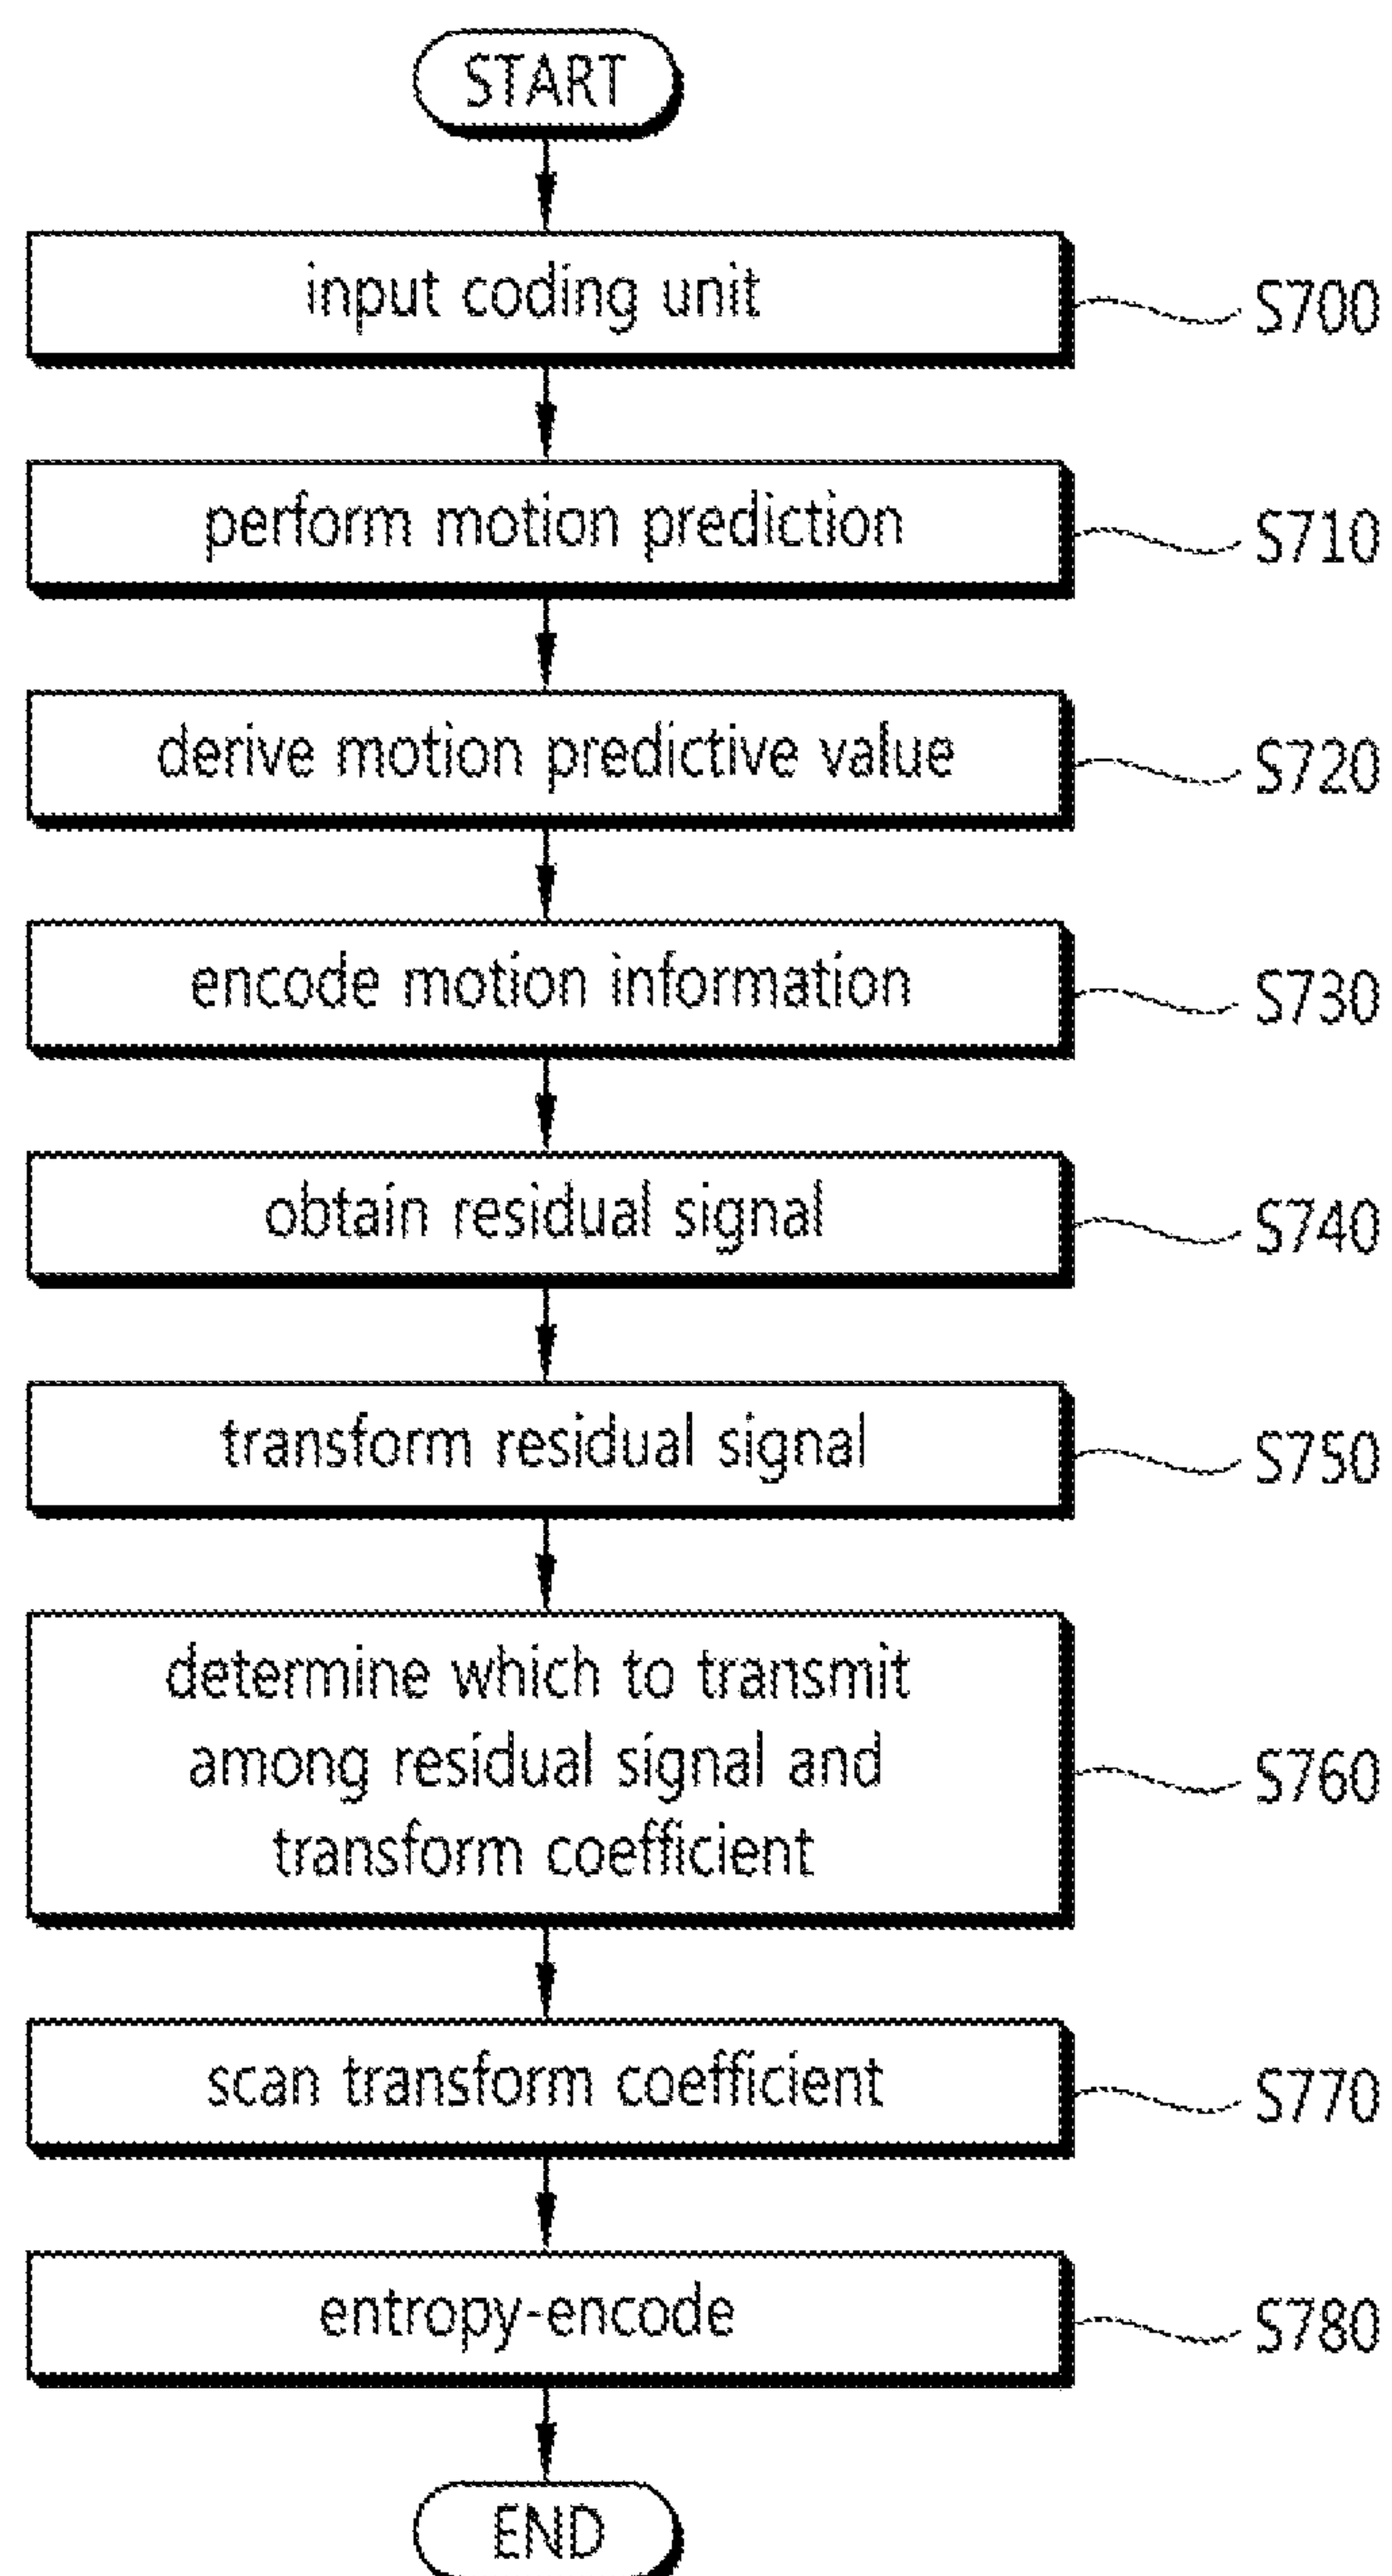 START
input coding unit
S700
perform motion prediction
S710
derive motion predictive value
S720
encode motion information
S730
obtain residual signal
S740
transform residual signal
S750
determine which to transmit
among residual signal and
transform coefficient
S760
scan transform coefficient
S770
entropy-encode
S780
END